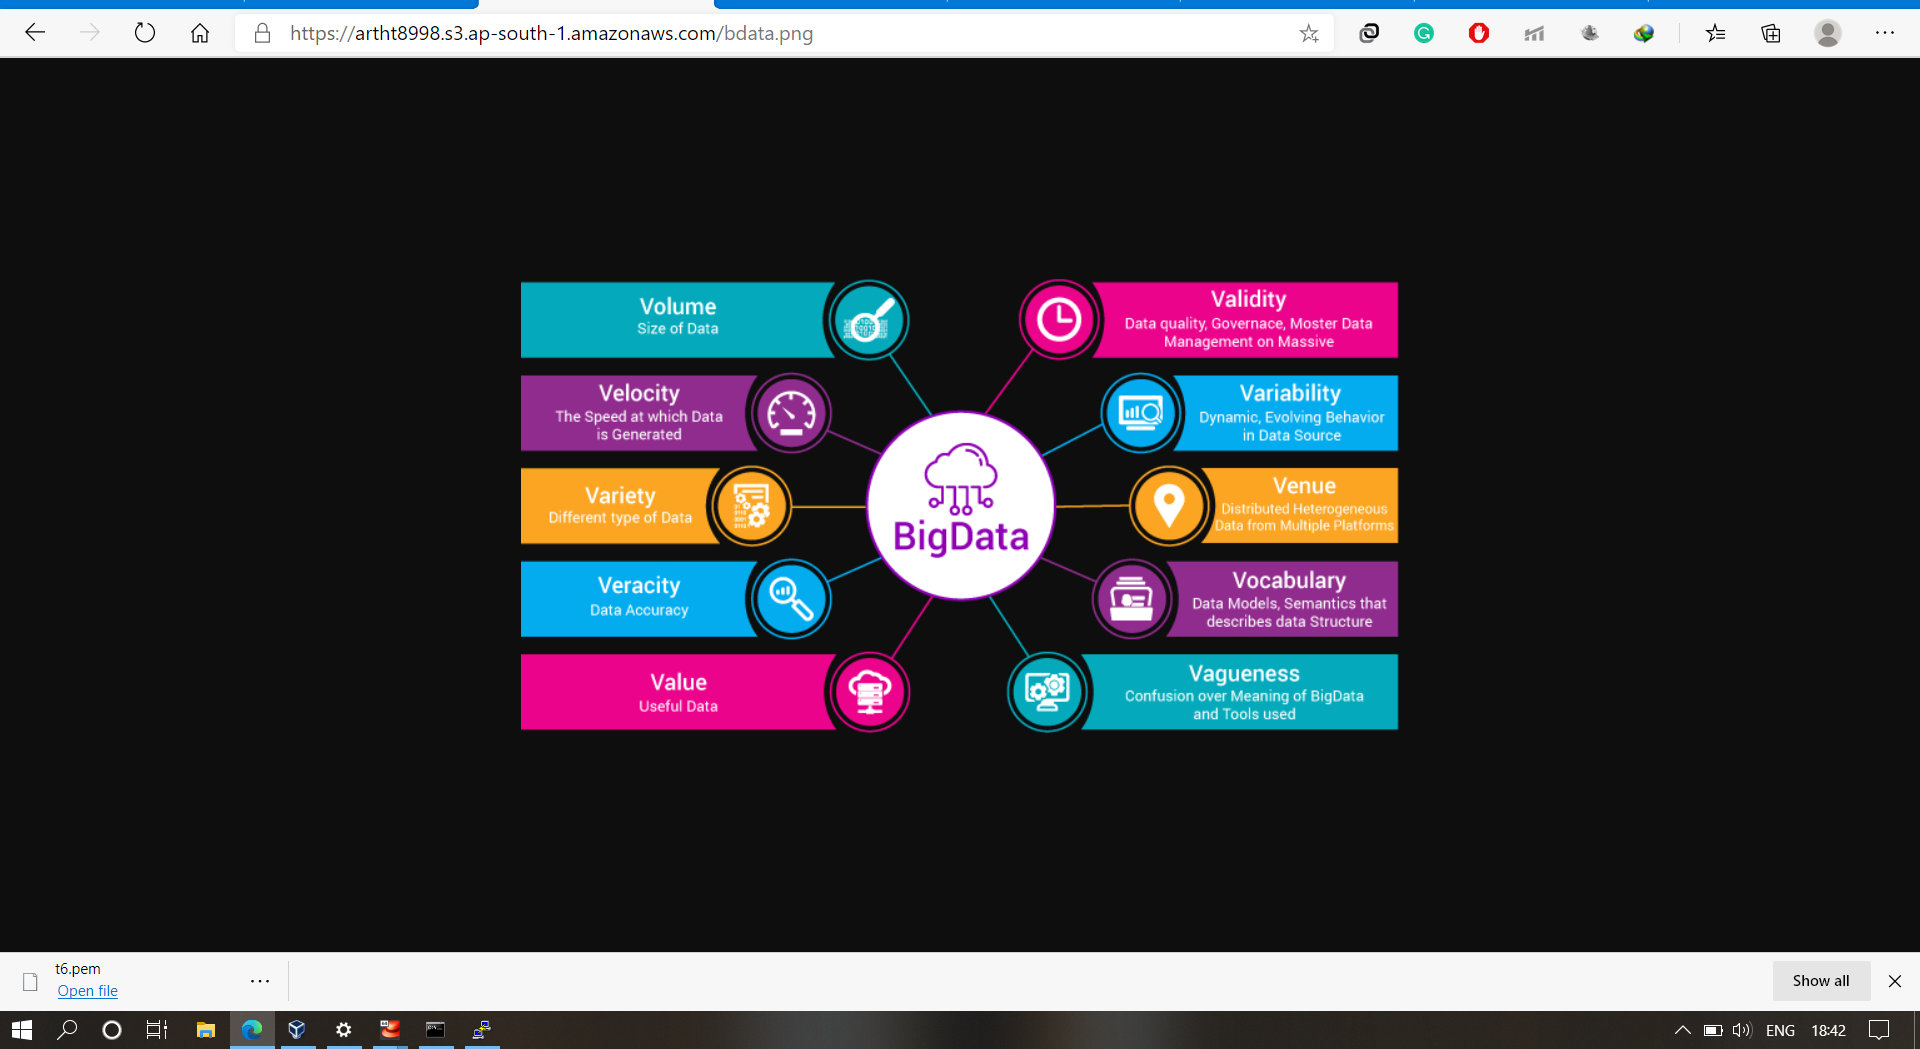 https://artht8998.s3.ap-south-1.amazonaws.com/bdata.png
Volume
Size of Data
Velocity
The Speed at which Data
is Generated
Variety
Different type of Data
Veracity
Data Accuracy
Value
Useful Data
BigData
Validity
Data quality, Governace, Moster Data
Management on Massive
Variability
Dynamic, Evolving Behavior
in Data Source
Venue
Distributed Heterogeneous
Data from Multiple Platforms
Vocabulary
Data Models, Semantics that
describes data Structure
Vagueness
Confusion over Meaning of BigData
and Tools used
t6.pem
Open file
Show all
ENG
18:42